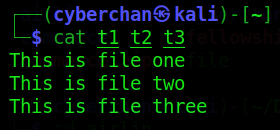 ┌──(cyberchan㉿kali)-[~]
└─$ cat t1 t2 t3
This is file one
This is file two
This is file three